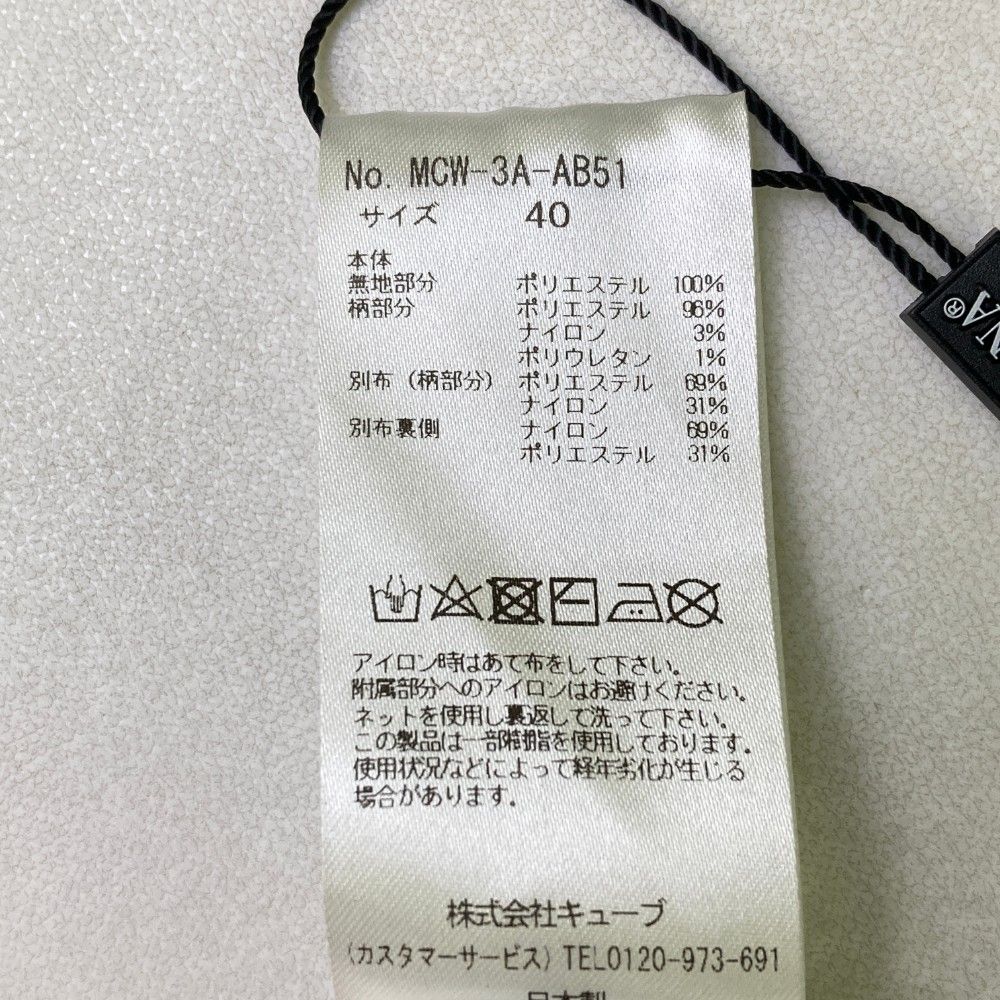 No. MCW-3A-AB51
サイズ 40
本体
無地部分 ポリエステル 100%
柄部分 ポリエステル 96%
ナイロン 3%
ポリウレタン 1%
別布（柄部分） ポリエステル 69%
ナイロン 31%
別布裏側 ナイロン 69%
ポリエステル 31%
アイロン時はあて布をして下さい。
附属部分へのアイロンはお避けください。
ネットを使用し裏返して洗って下さい。
この製品は一部樹脂を使用しております。
使用状況などによって経年劣化が生じる
場合があります。
株式会社キューブ
(カスタマーサービス) TEL0120-973-691
日本製
NA®